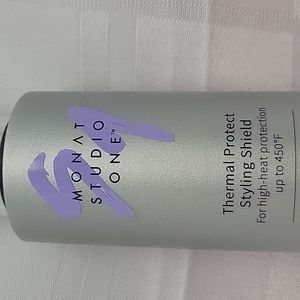 MONAT
STUDIO
ONE™
Thermal Protect
Styling Shield
For high-heat protection
up to 450°F